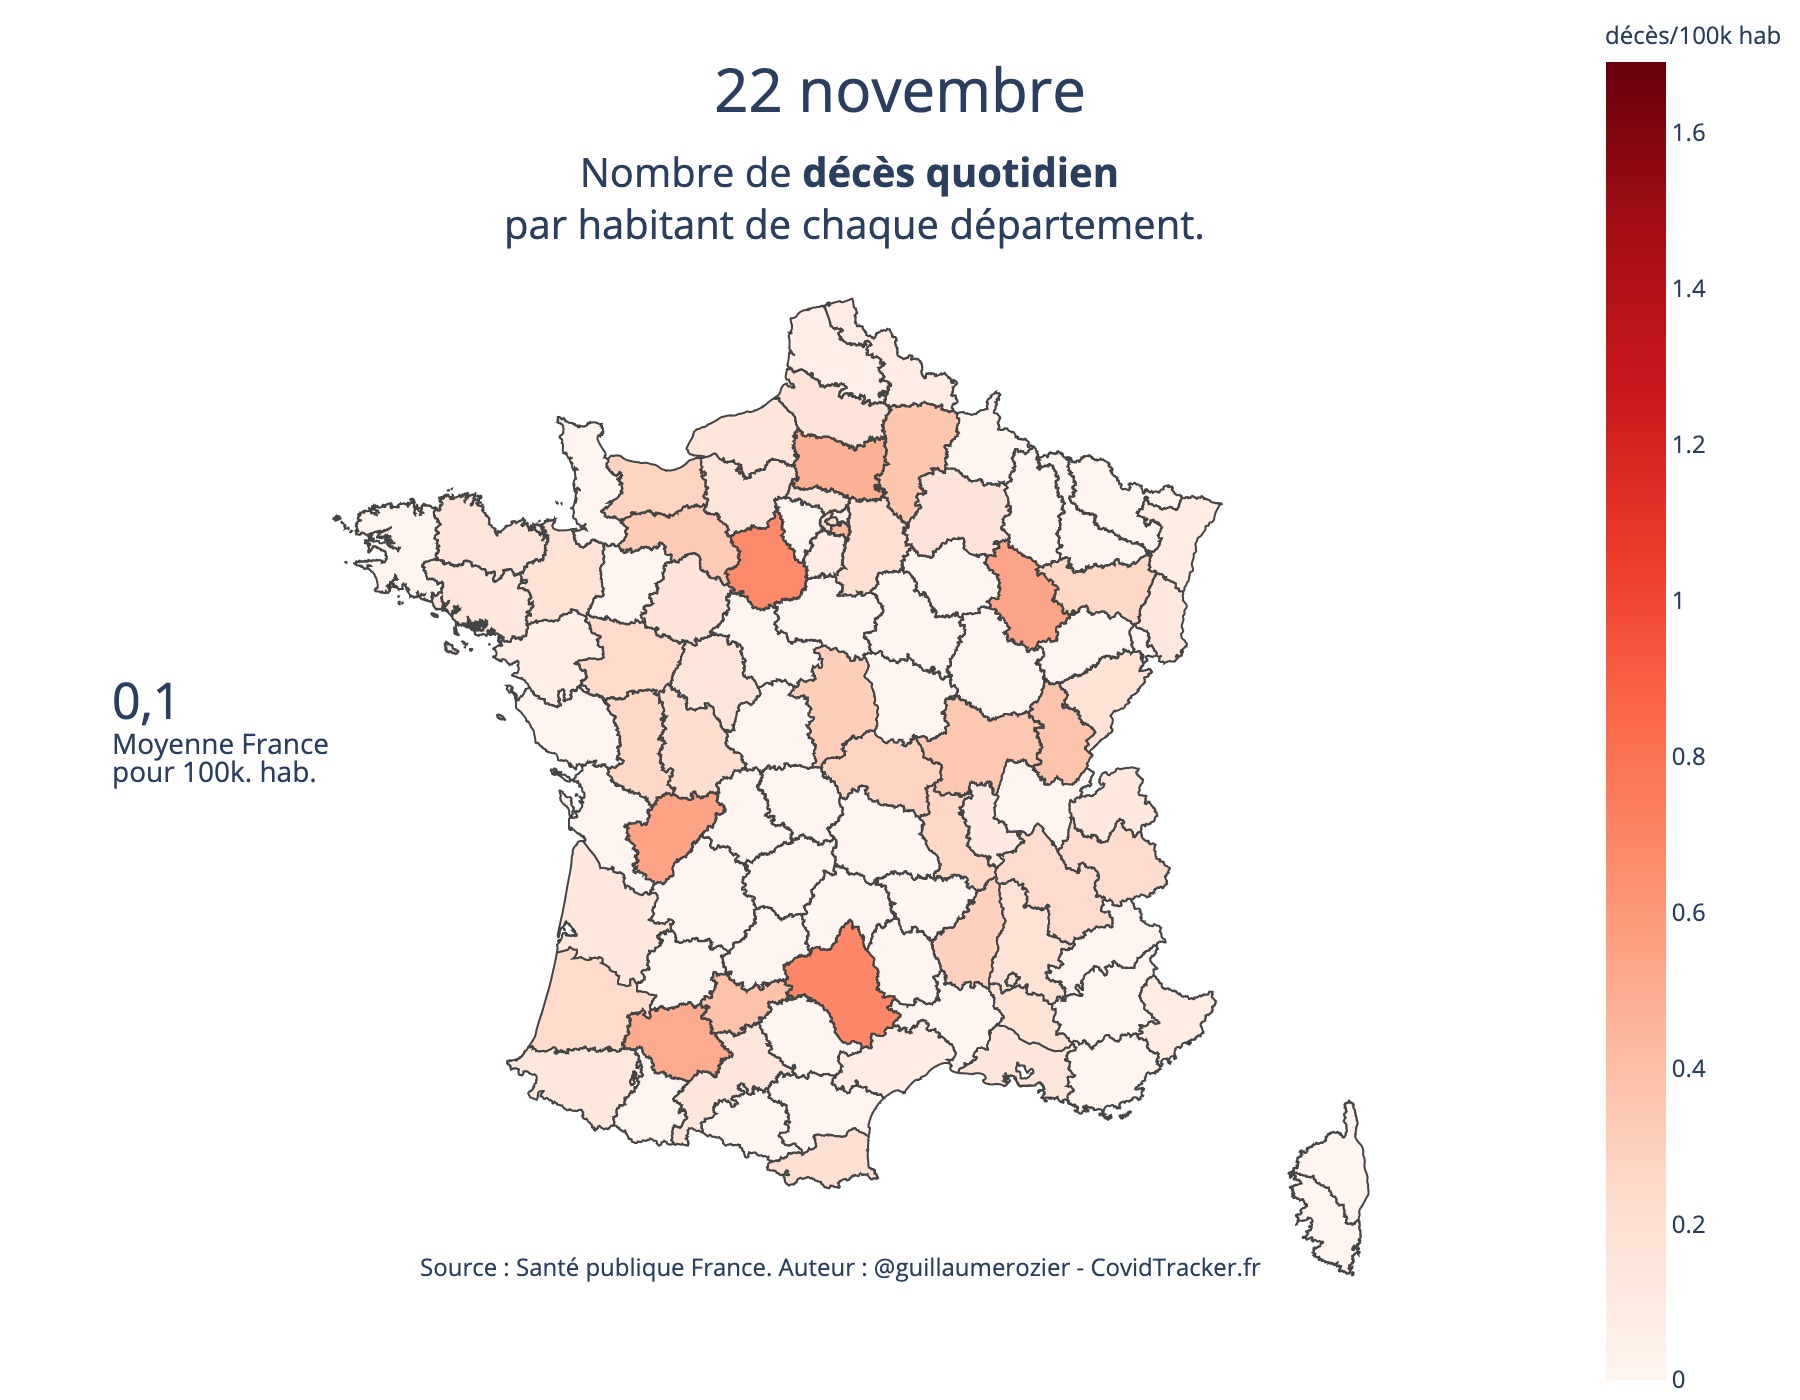 22 novembre
Nombre de décès quotidien
par habitant de chaque département.
0,1
Moyenne France
pour 100k. hab.
décès/100k hab
1.6
1.4
1.2
1
0.8
0.6
0.4
0.2
0
Source : Santé publique France. Auteur : @guillaumerozier - CovidTracker.fr